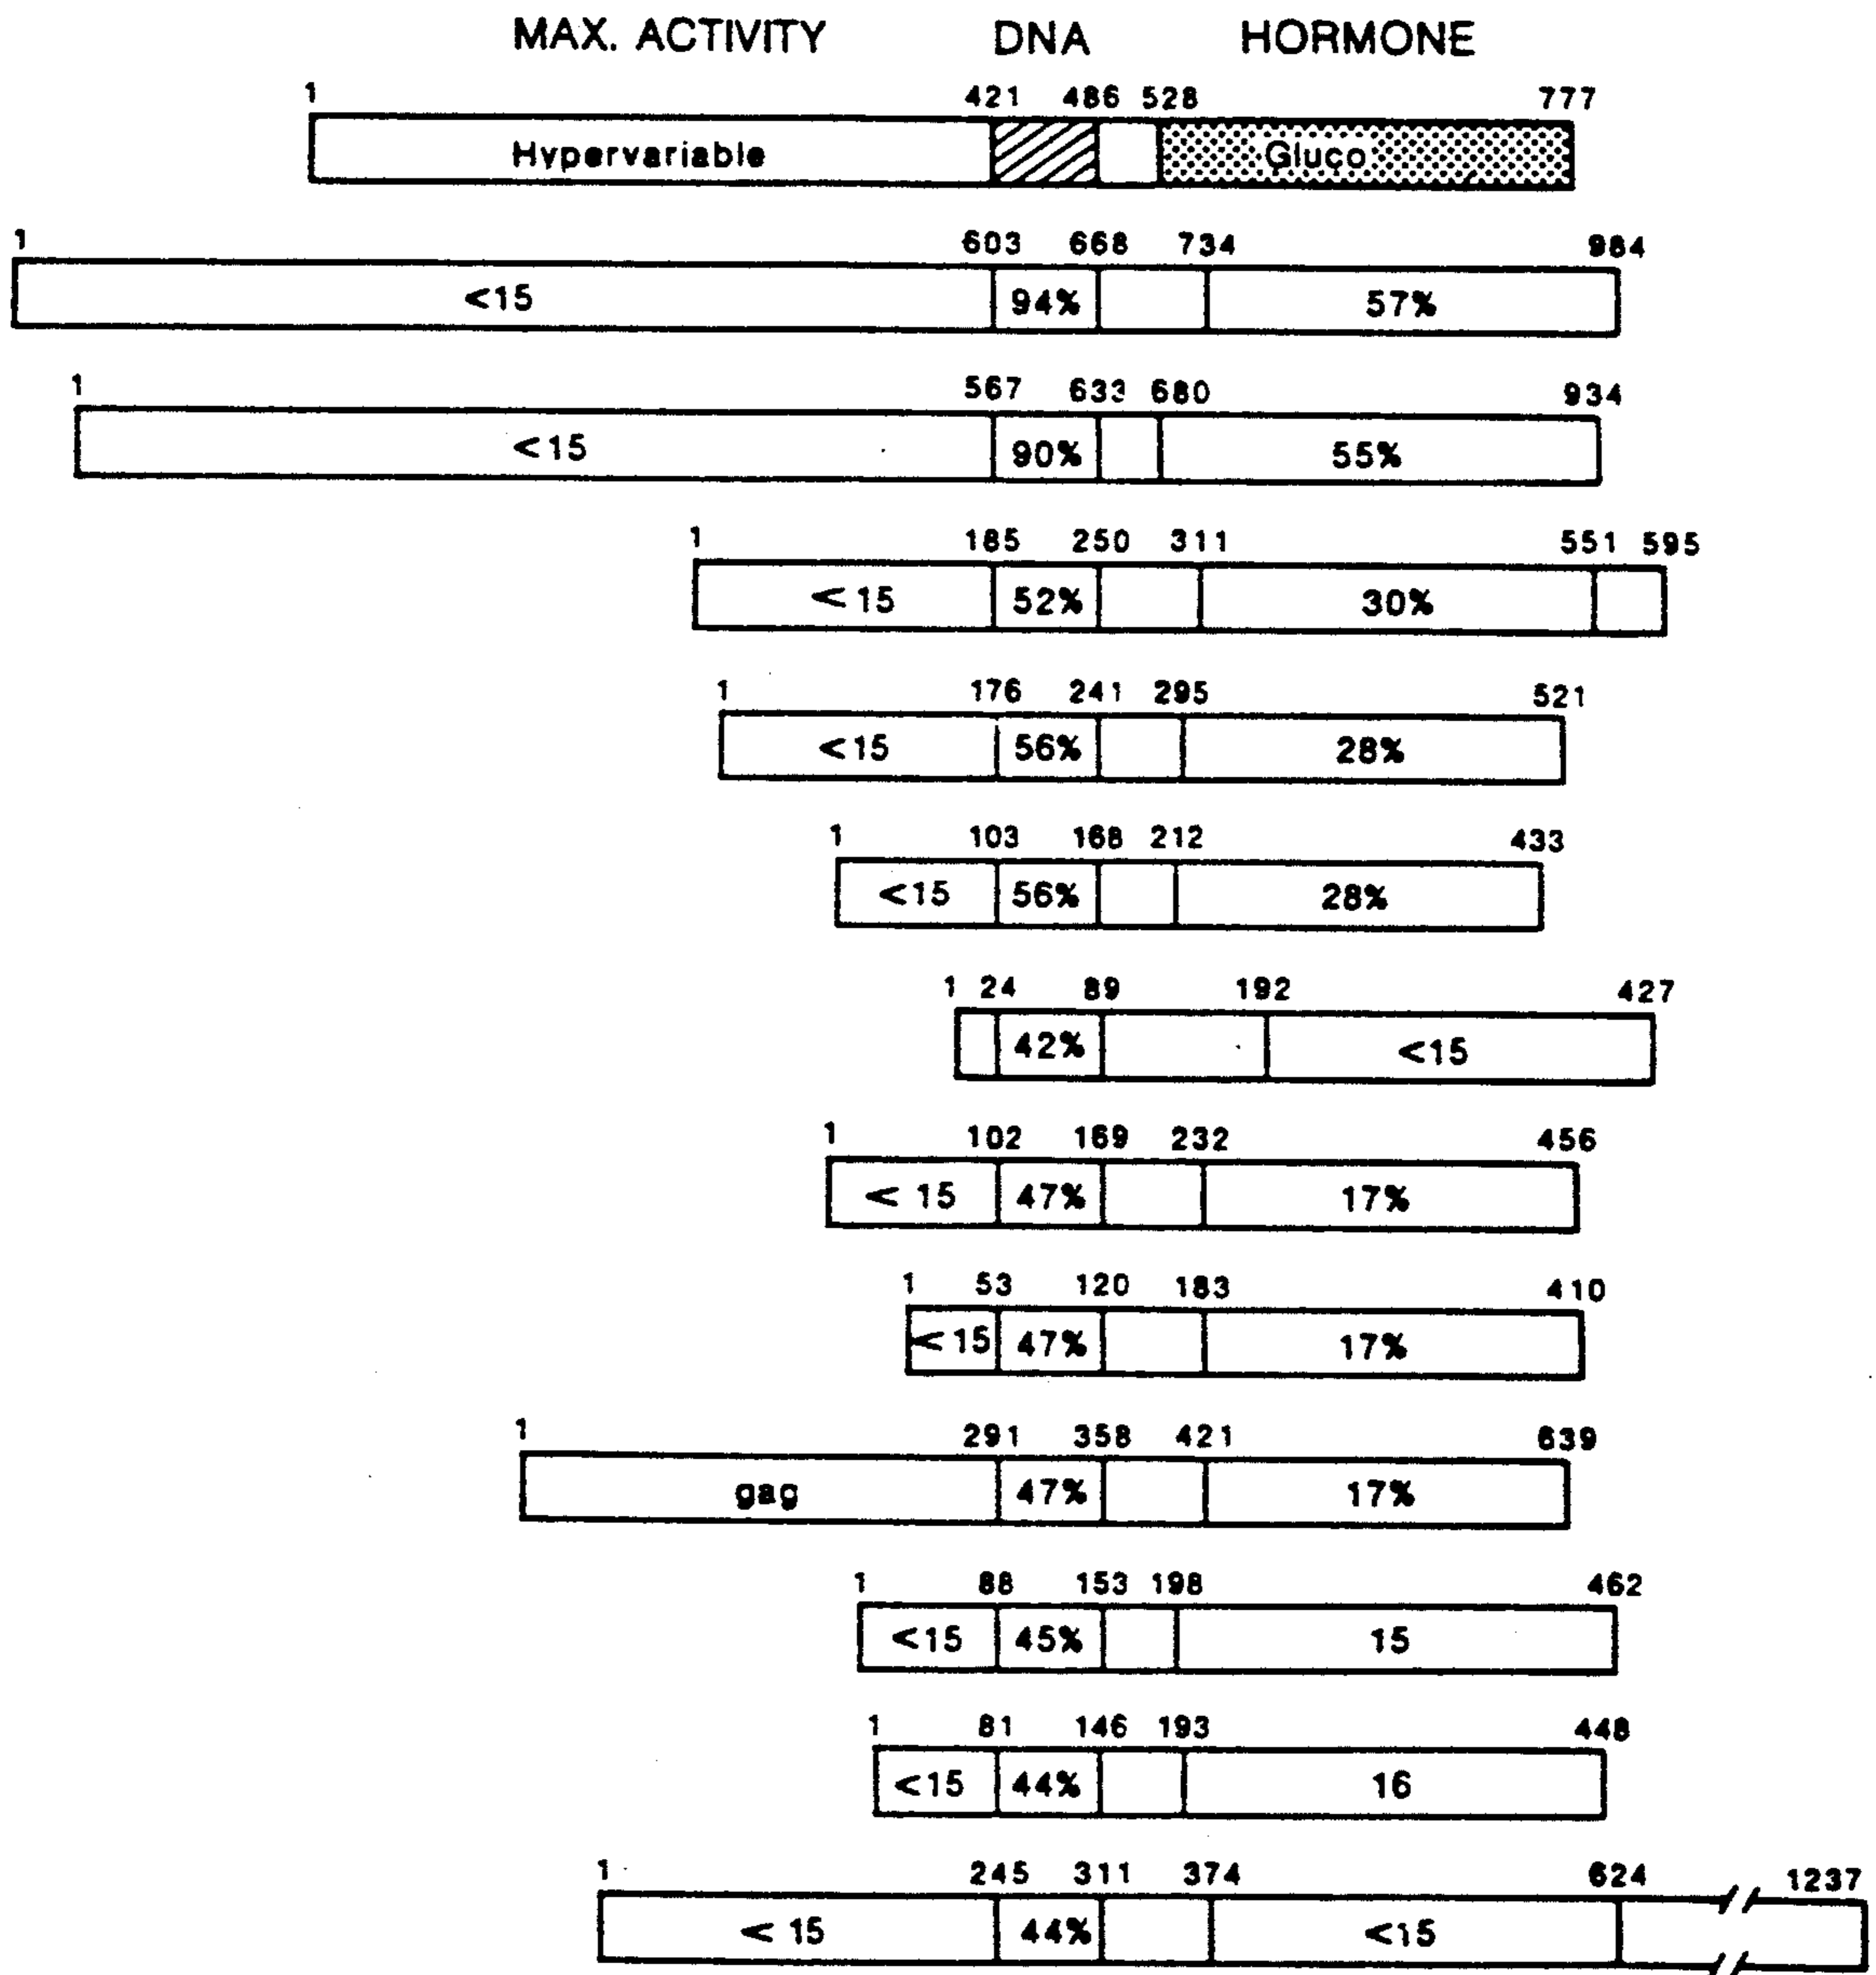 MAX. ACTIVITY DNA HORMONE
1 421 486 528 777
Hypervariable Gluco
1 603 668 734 984
<15 94% 57%
1 567 633 680 934
<15 90% 55%
1 185 250 311 551 595
<15 52% 30%
1 176 241 295 521
<15 56% 28%
1 103 168 212 433
<15 56% 28%
1 24 89 192 427
42% <15
1 102 169 232 456
< 15 47% 17%
1 53 120 183 410
< 15 47% 17%
1 291 358 421 639
gag 47% 17%
1 88 153 198 462
<15 45% 15
1 81 146 193 448
<15 44% 16
1 245 311 374 624 1237
< 15 44% <15